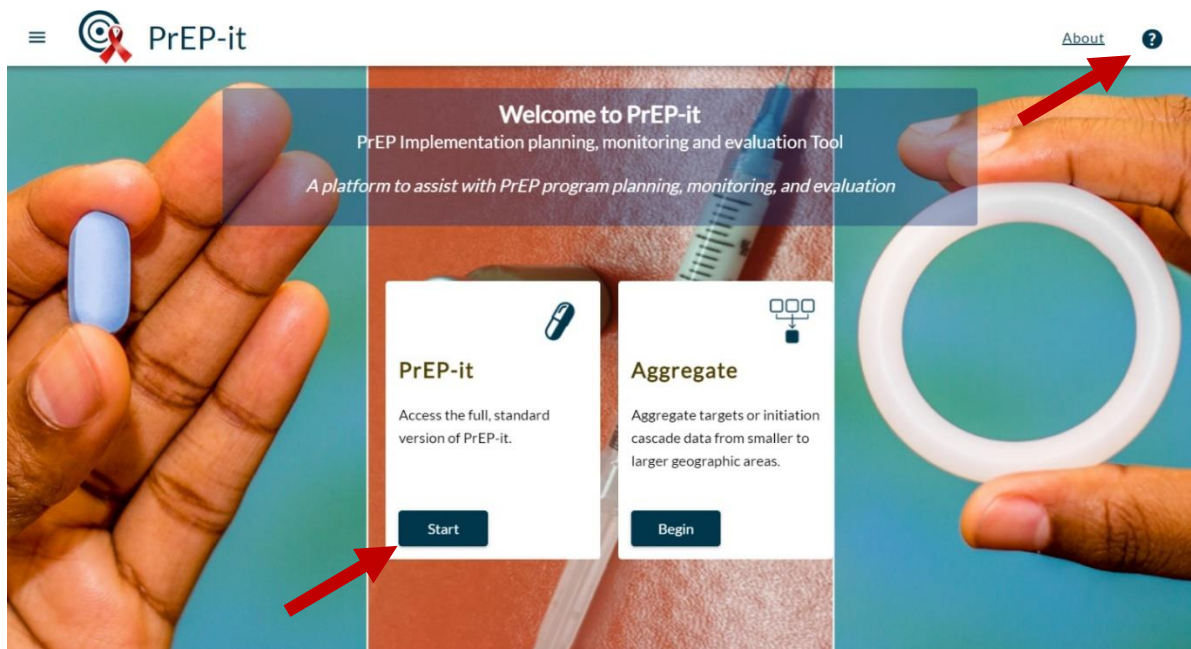 PrEP-it
About
?
Welcome to PrEP-it
PrEP Implementation planning, monitoring and evaluation Tool
A platform to assist with PrEP program planning, monitoring, and evaluation
PrEP-it
Access the full, standard
version of PrEP-it.
Start
Aggregate
Aggregate targets or initiation
cascade data from smaller to
larger geographic areas.
Begin